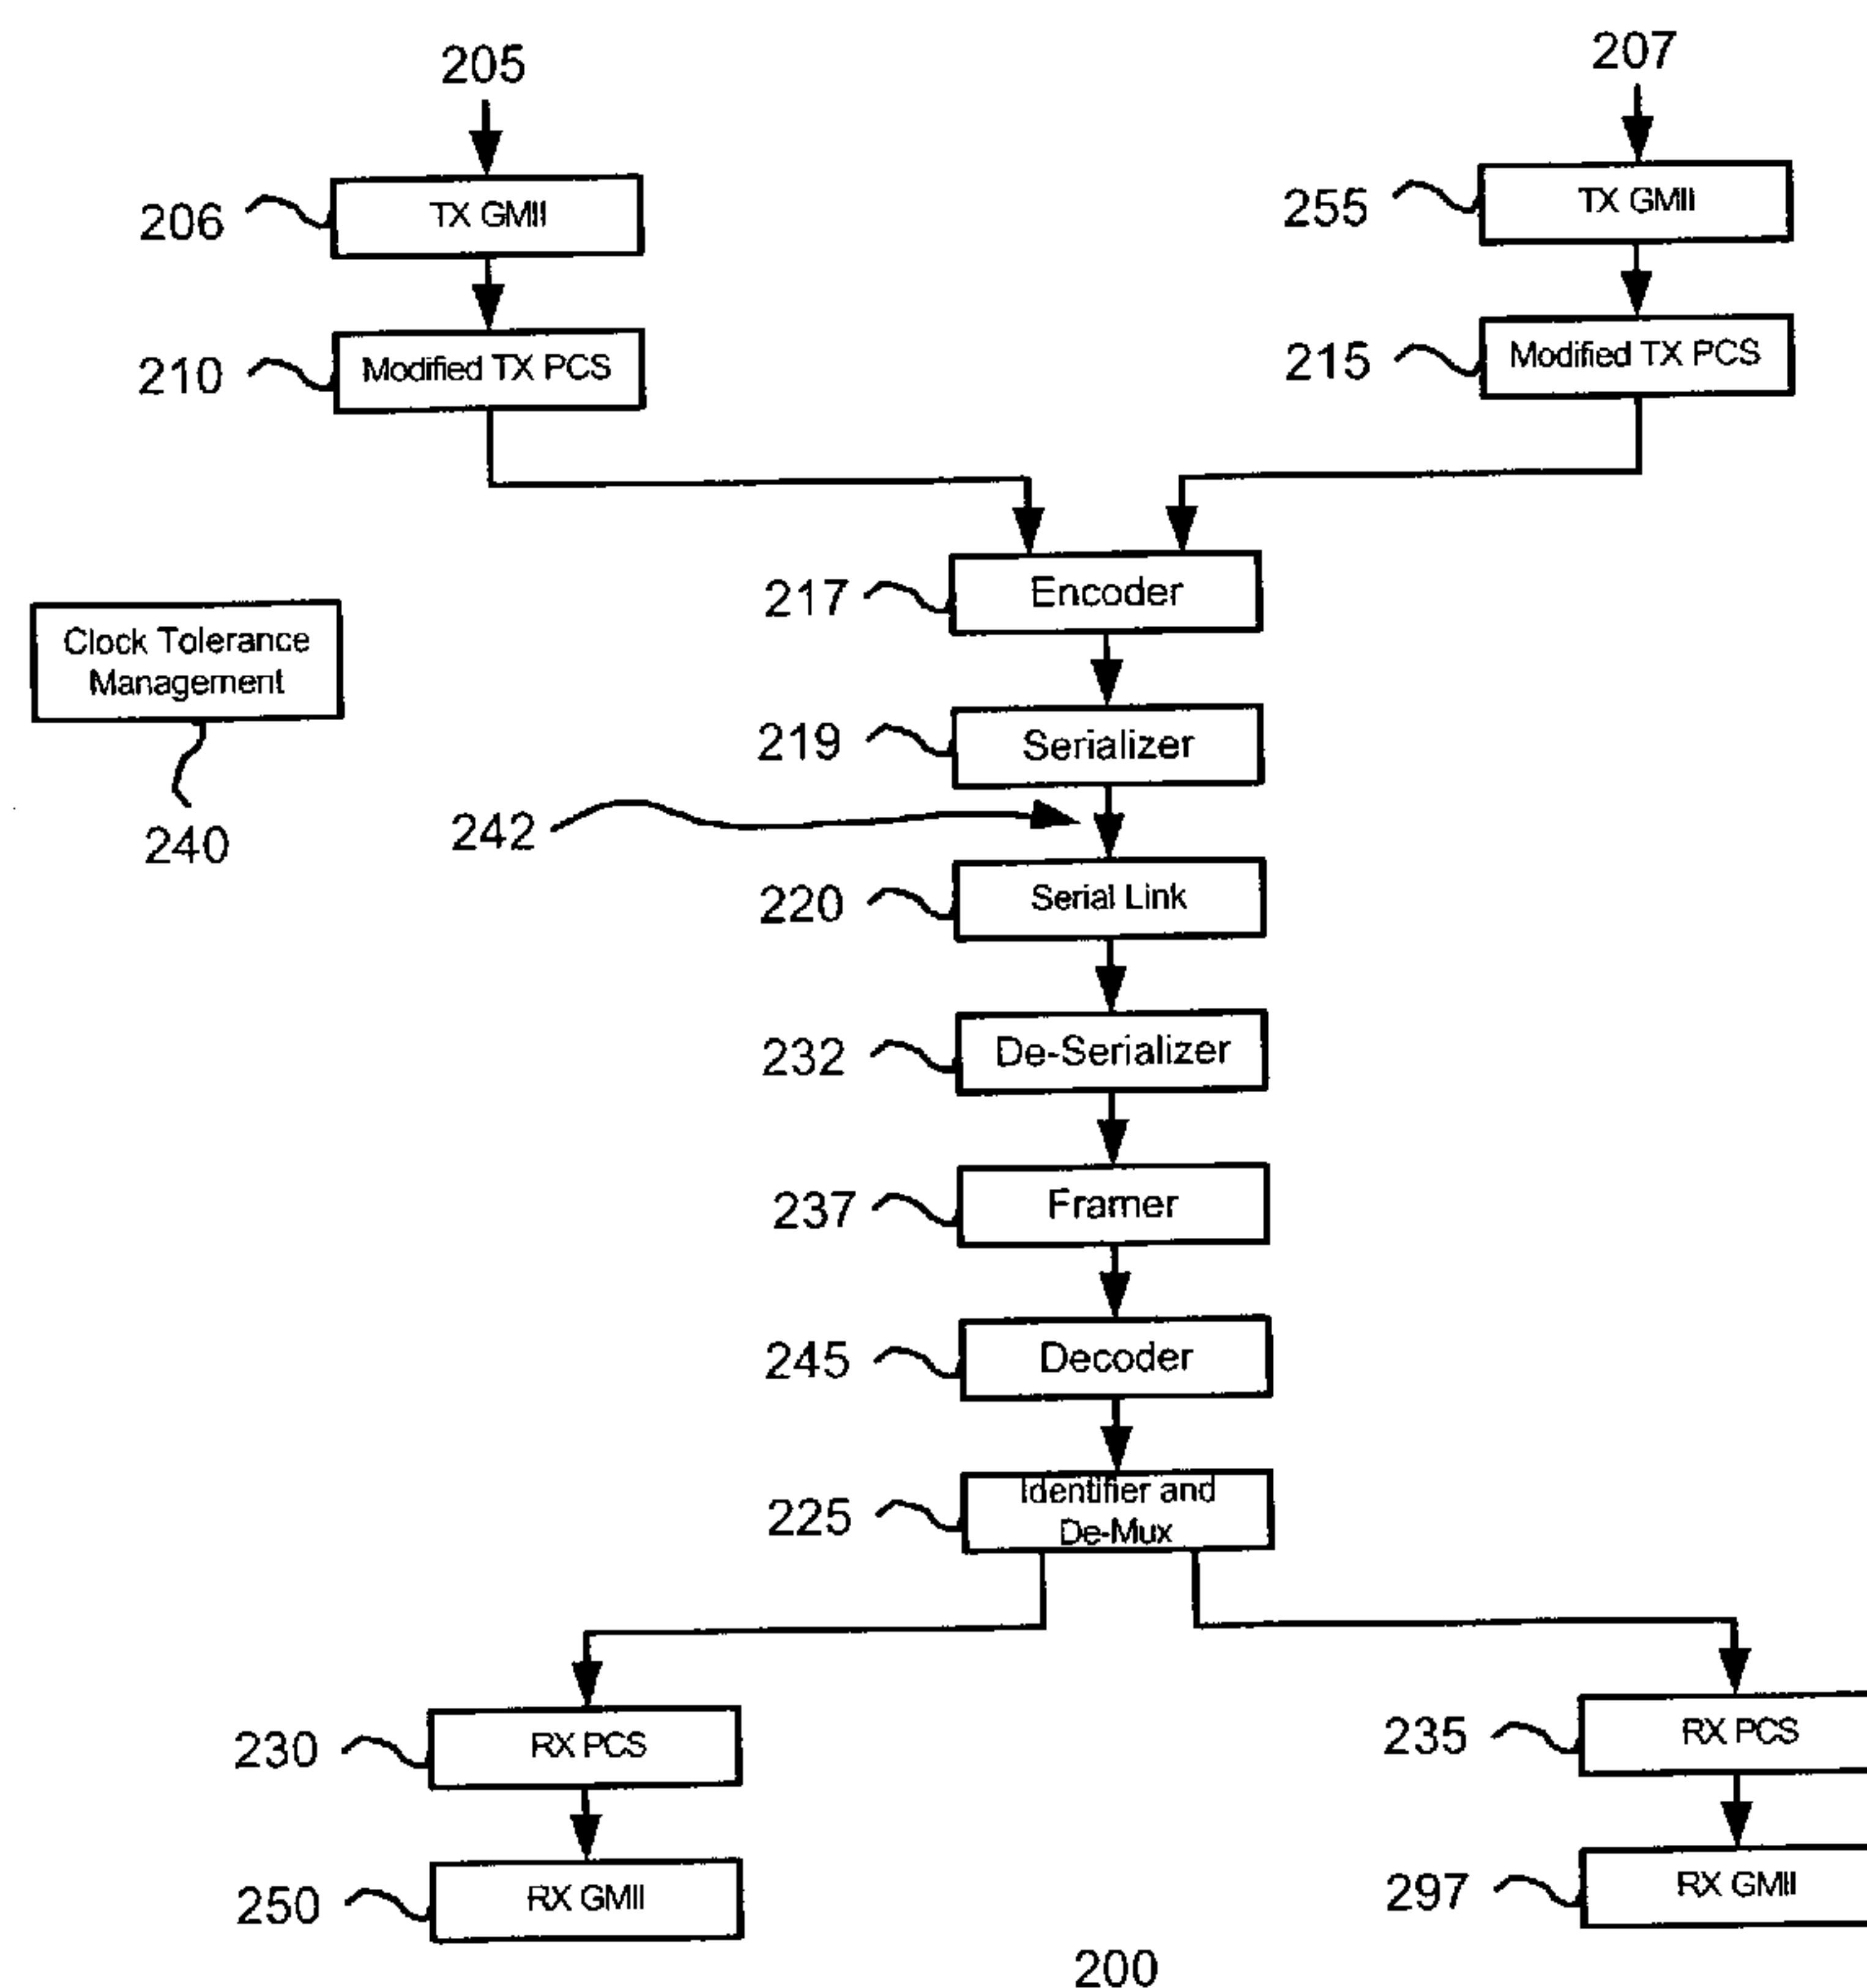 205
207
206
TX GMII
255
TX GMII
210
Modified TX PCS
215
Modified TX PCS
217
Encoder
Clock Tolerance
Management
240
219
Serializer
242
220
Serial Link
232
De-Serializer
237
Framer
245
Decoder
225
Identifier and
De-Mux
230
RX PCS
235
RX PCS
250
RX GMII
297
RX GMII
200